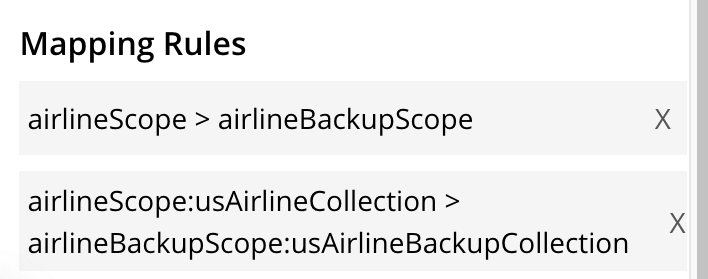 Mapping Rules
airlineScope > airlineBackupScope X
airlineScope:usAirlineCollection >
airlineBackupScope:usAirlineBackupCollection X